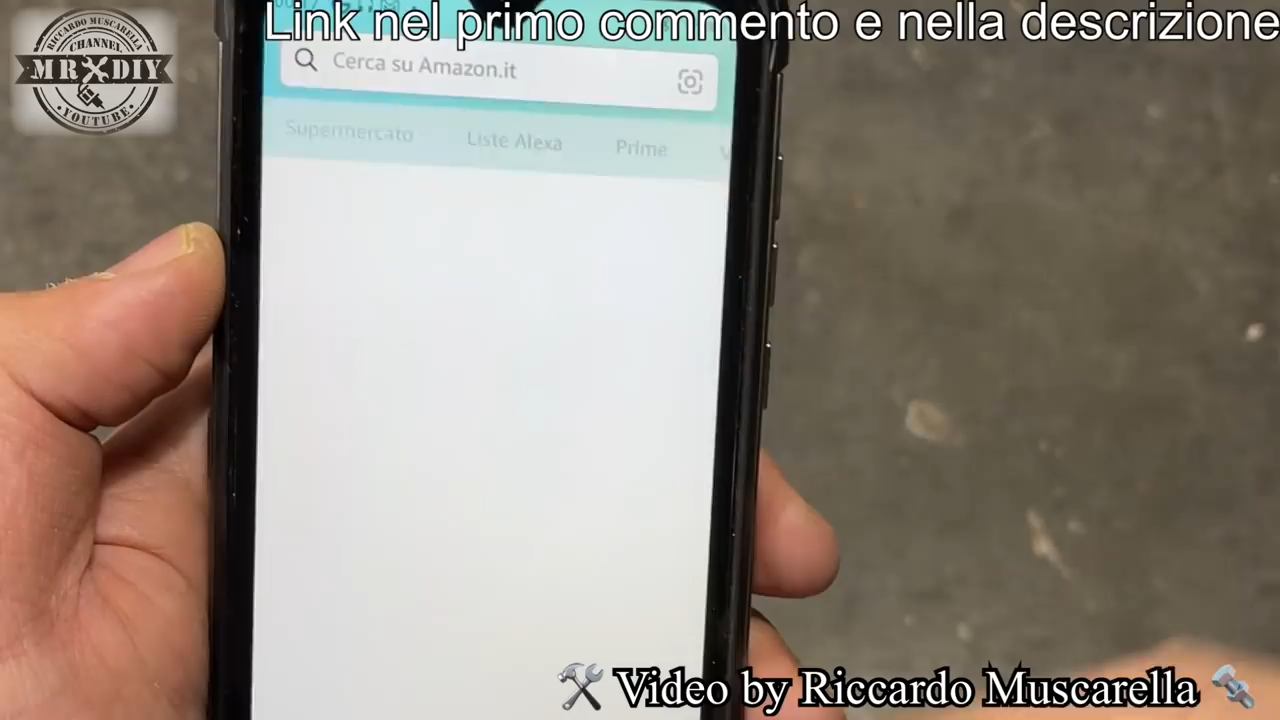 Link nel primo commento e nella descrizione
RICCARDO MUSCARELLA
CHANNEL
MR DIY
YOUTUBE
Cerca su Amazon.it
Supermercato Liste Alexa Prime
Video by Riccardo Muscarella